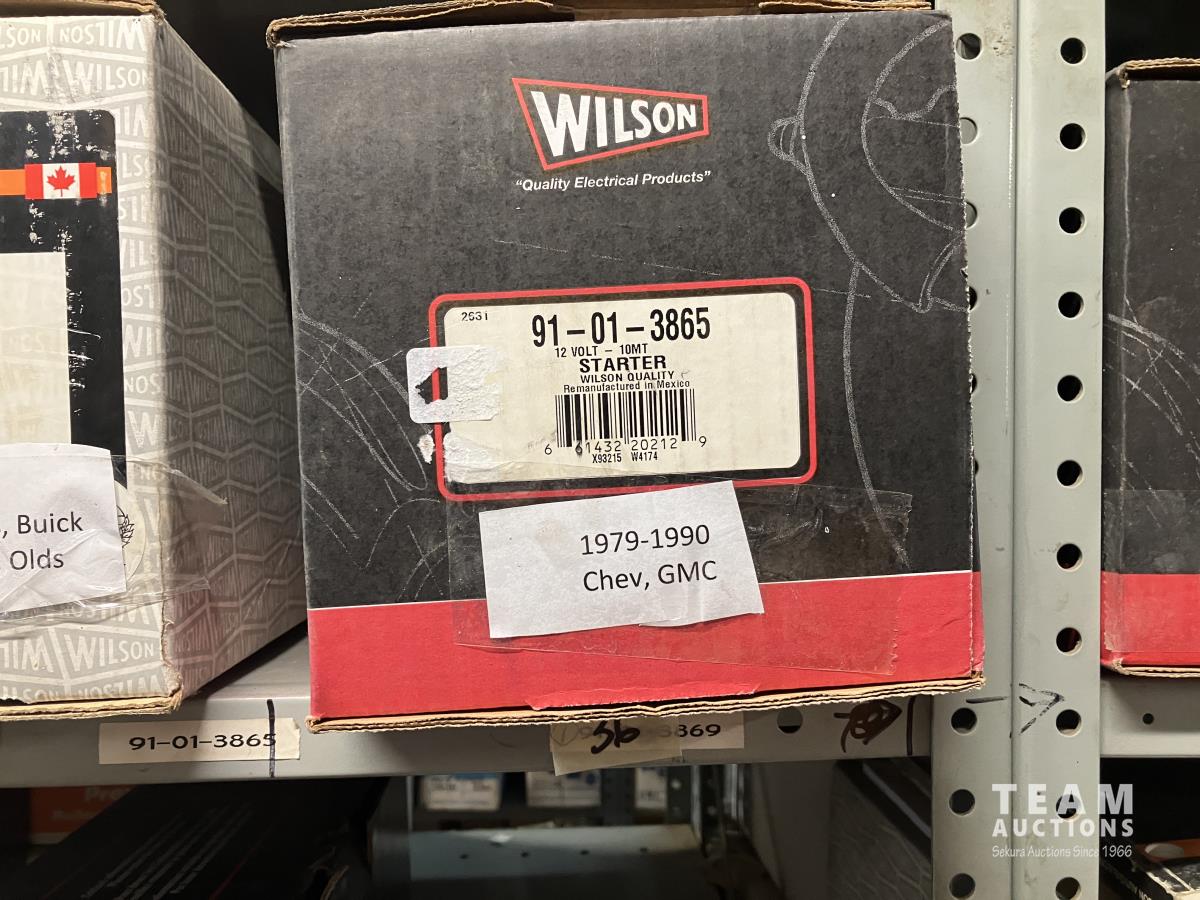 WILSON
"Quality Electrical Products"
2631
91-01-3865
12 VOLT - 10MT
STARTER
WILSON QUALITY
Remanufactured in Mexico
6 61432 20212 9
X93215 W4174
1979-1990
Chev, GMC
, Buick
Olds
WILSON
WILSON
91-01-3865
3869
TEAM
AUCTIONS
Sekura Auctions Since 1966